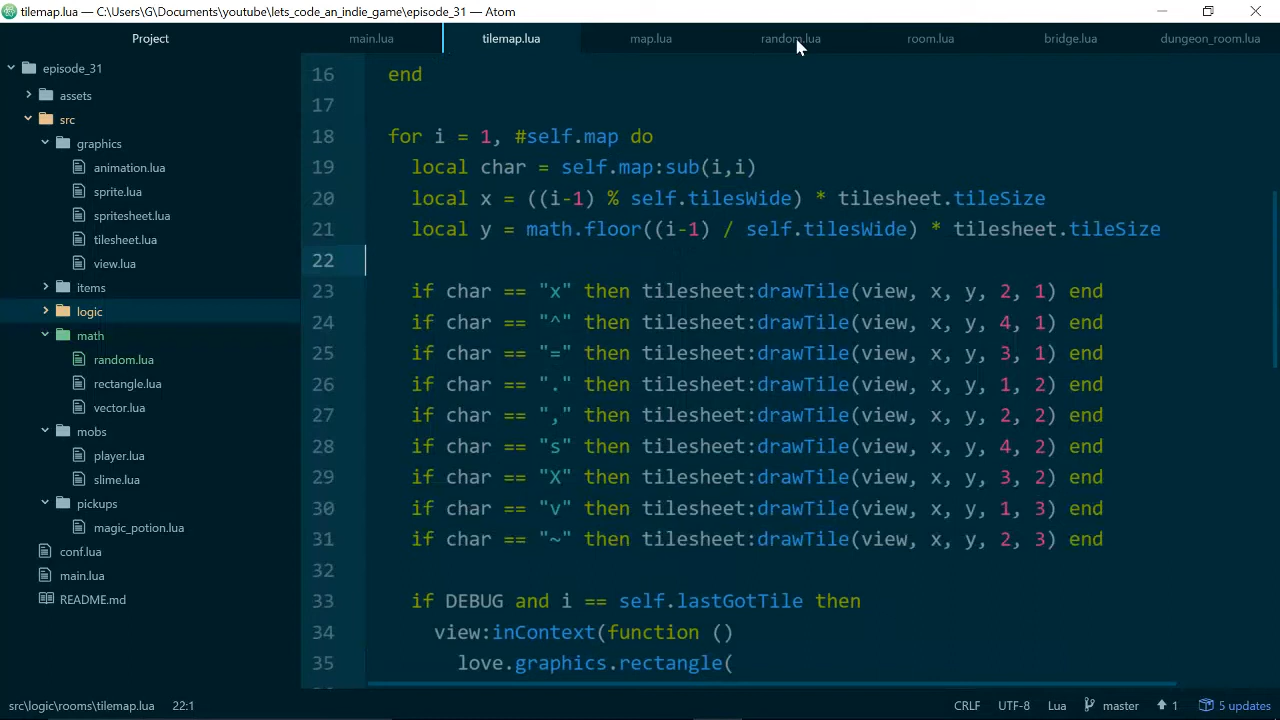 tilemap.lua — C:\Users\G\Documents\youtube\lets_code_an_indie_game\episode_31 — Atom
Project
main.lua
tilemap.lua
map.lua
random.lua
room.lua
bridge.lua
dungeon_room.lua
episode_31
assets
src
graphics
animation.lua
sprite.lua
spritesheet.lua
tilesheet.lua
view.lua
items
logic
math
random.lua
rectangle.lua
vector.lua
mobs
player.lua
slime.lua
pickups
magic_potion.lua
conf.lua
main.lua
README.md
16 end
17
18 for i = 1, #self.map do
19 local char = self.map:sub(i,i)
20 local x = ((i-1) % self.tilesWide) * tilesheet.tileSize
21 local y = math.floor((i-1) / self.tilesWide) * tilesheet.tileSize
22
23 if char == "x" then tilesheet:drawTile(view, x, y, 2, 1) end
24 if char == "^" then tilesheet:drawTile(view, x, y, 4, 1) end
25 if char == "=" then tilesheet:drawTile(view, x, y, 3, 1) end
26 if char == "." then tilesheet:drawTile(view, x, y, 1, 2) end
27 if char == "," then tilesheet:drawTile(view, x, y, 2, 2) end
28 if char == "s" then tilesheet:drawTile(view, x, y, 4, 2) end
29 if char == "X" then tilesheet:drawTile(view, x, y, 3, 2) end
30 if char == "v" then tilesheet:drawTile(view, x, y, 1, 3) end
31 if char == "~" then tilesheet:drawTile(view, x, y, 2, 3) end
32
33 if DEBUG and i == self.lastGotTile then
34 view:inContext(function ()
35 love.graphics.rectangle(
src\logic\rooms\tilemap.lua 22:1 CRLF UTF-8 Lua master 1 5 updates